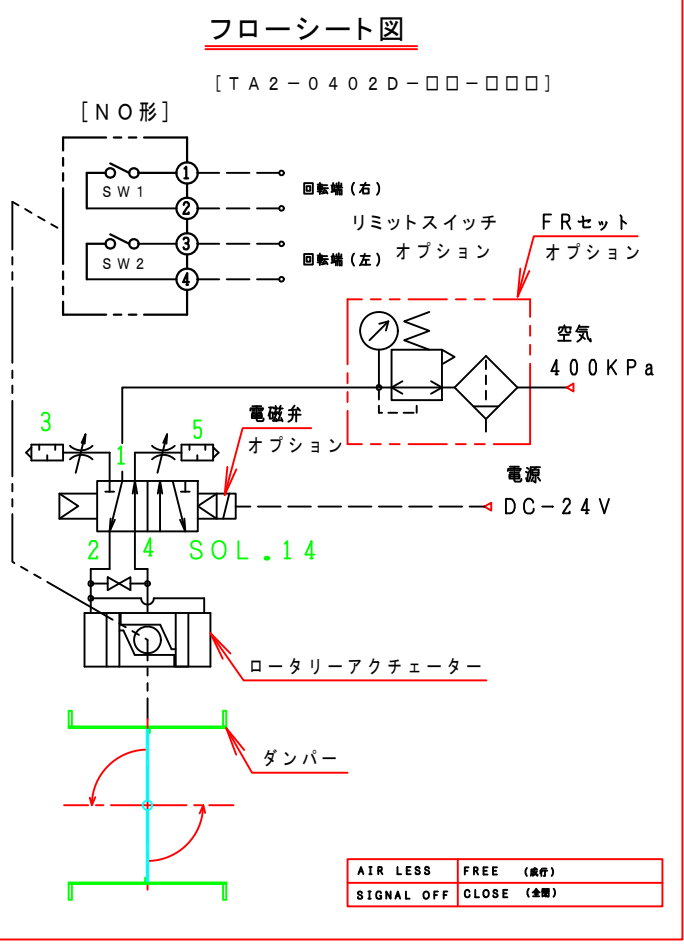 フローシート図
[TA2-0402D-□□-□□□]
[NO形]
SW1
1
2
回転端(右)
SW2
3
4
回転端(左)
リミットスイッチ
オプション
FRセット
オプション
空気
400KPa
電磁弁
オプション
3
1
5
電源
DC-24V
2
4
SOL.14
ロータリーアクチェーター
ダンパー
AIR LESS FREE (成行)
SIGNAL OFF CLOSE (全閉)